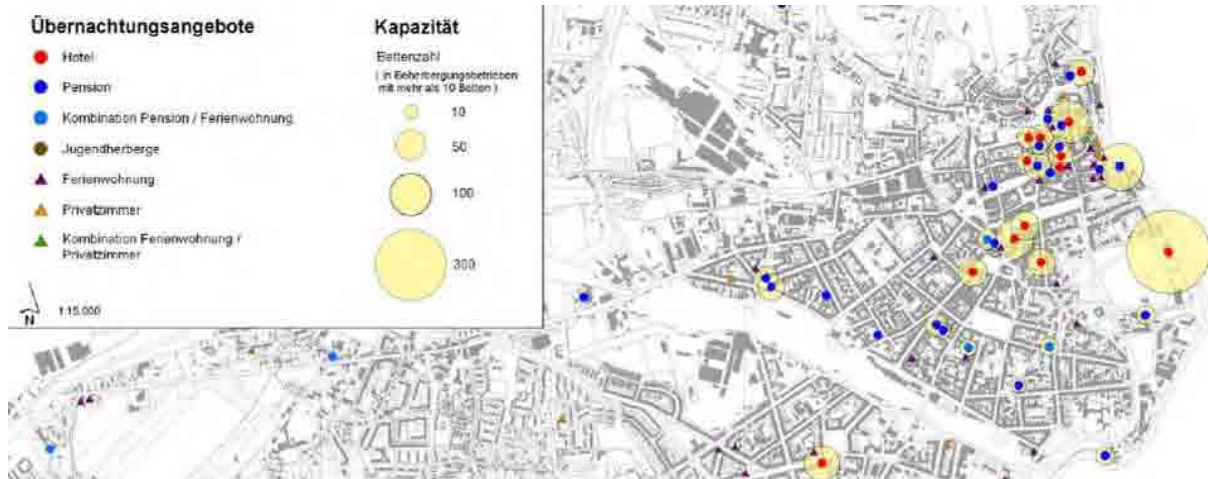 Übernachtungsangebote
Hotel
Pension
Kombination Pension / Ferienwohnung
Jugendherberge
Ferienwohnung
Privatzimmer
Kombination Ferienwohnung /
Privatzimmer
N
1:15.000
Kapazität
Bettenzahl
( in Beherbergungsbetrieben
mit mehr als 10 Betten )
10
50
100
300